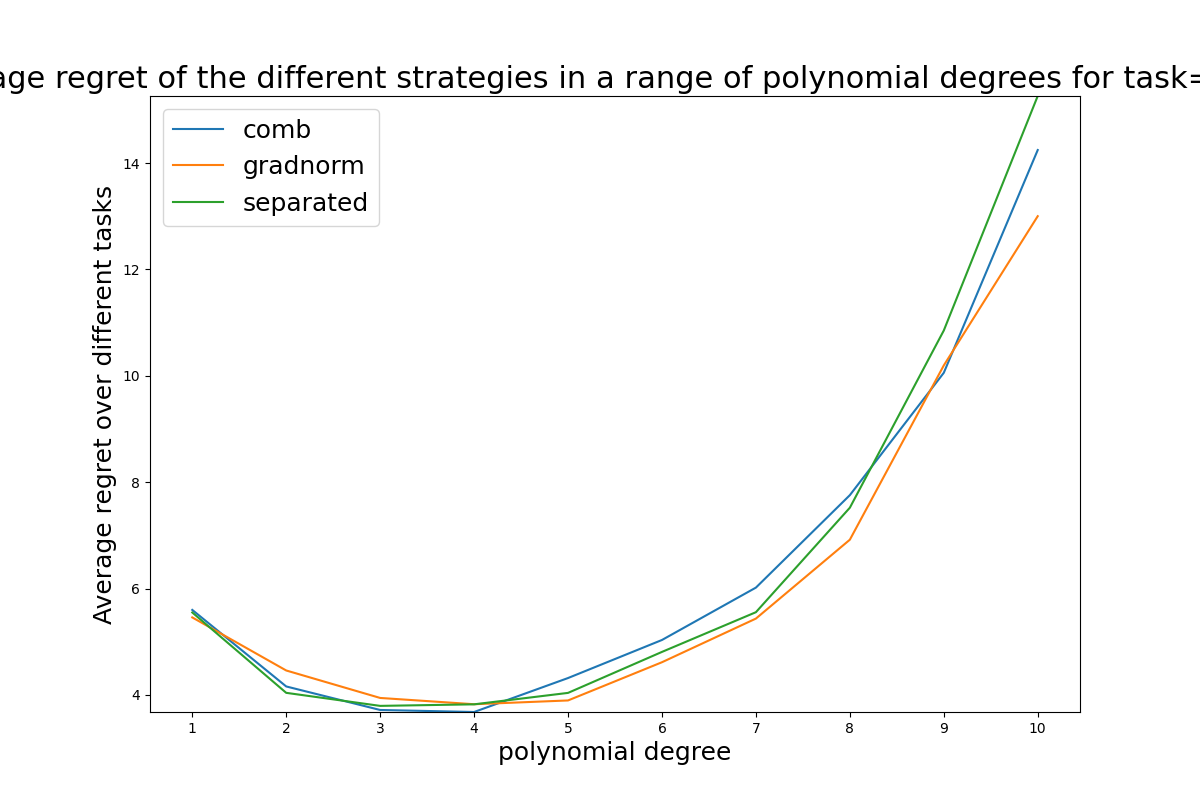 age regret of the different strategies in a range of polynomial degrees for task=
comb
gradnorm
separated
Average regret over different tasks
14
12
10
8
6
4
1 2 3 4 5 6 7 8 9 10
polynomial degree